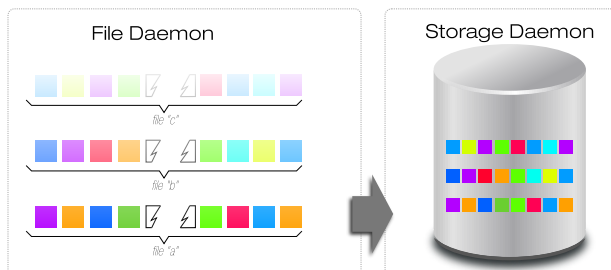 File Daemon
Storage Daemon
file "c"
file "b"
file "a"